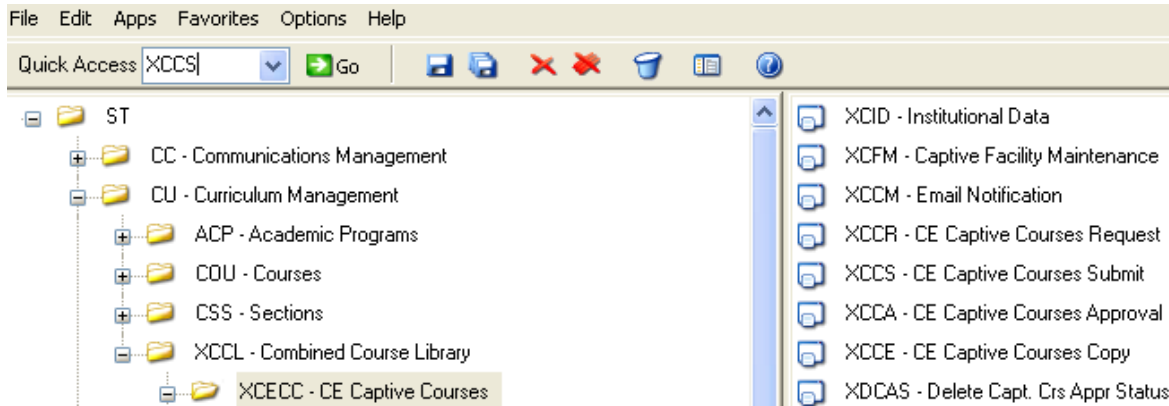 File Edit Apps Favorites Options Help
Quick Access XCCS Go
ST
CC - Communications Management
CU - Curriculum Management
ACP - Academic Programs
COU - Courses
CSS - Sections
XCCL - Combined Course Library
XCECC - CE Captive Courses
XCID - Institutional Data
XCFM - Captive Facility Maintenance
XCCM - Email Notification
XCCR - CE Captive Courses Request
XCCS - CE Captive Courses Submit
XCCA - CE Captive Courses Approval
XCCE - CE Captive Courses Copy
XDCAS - Delete Capt. Crs Appr Status